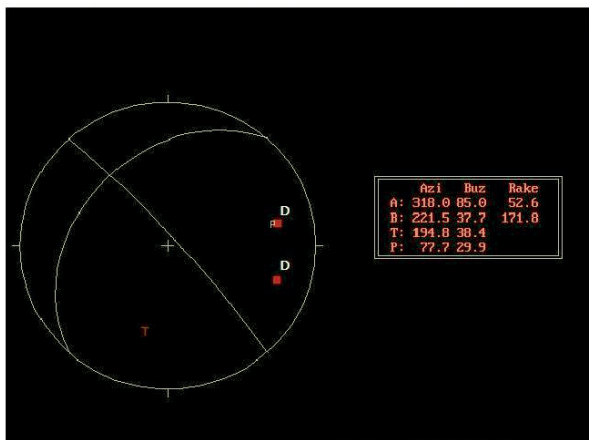 D
P
D
T
Azi Buz Rake
A: 318.0 85.0 52.6
B: 221.5 37.7 171.8
T: 194.8 38.4
P: 77.7 29.9